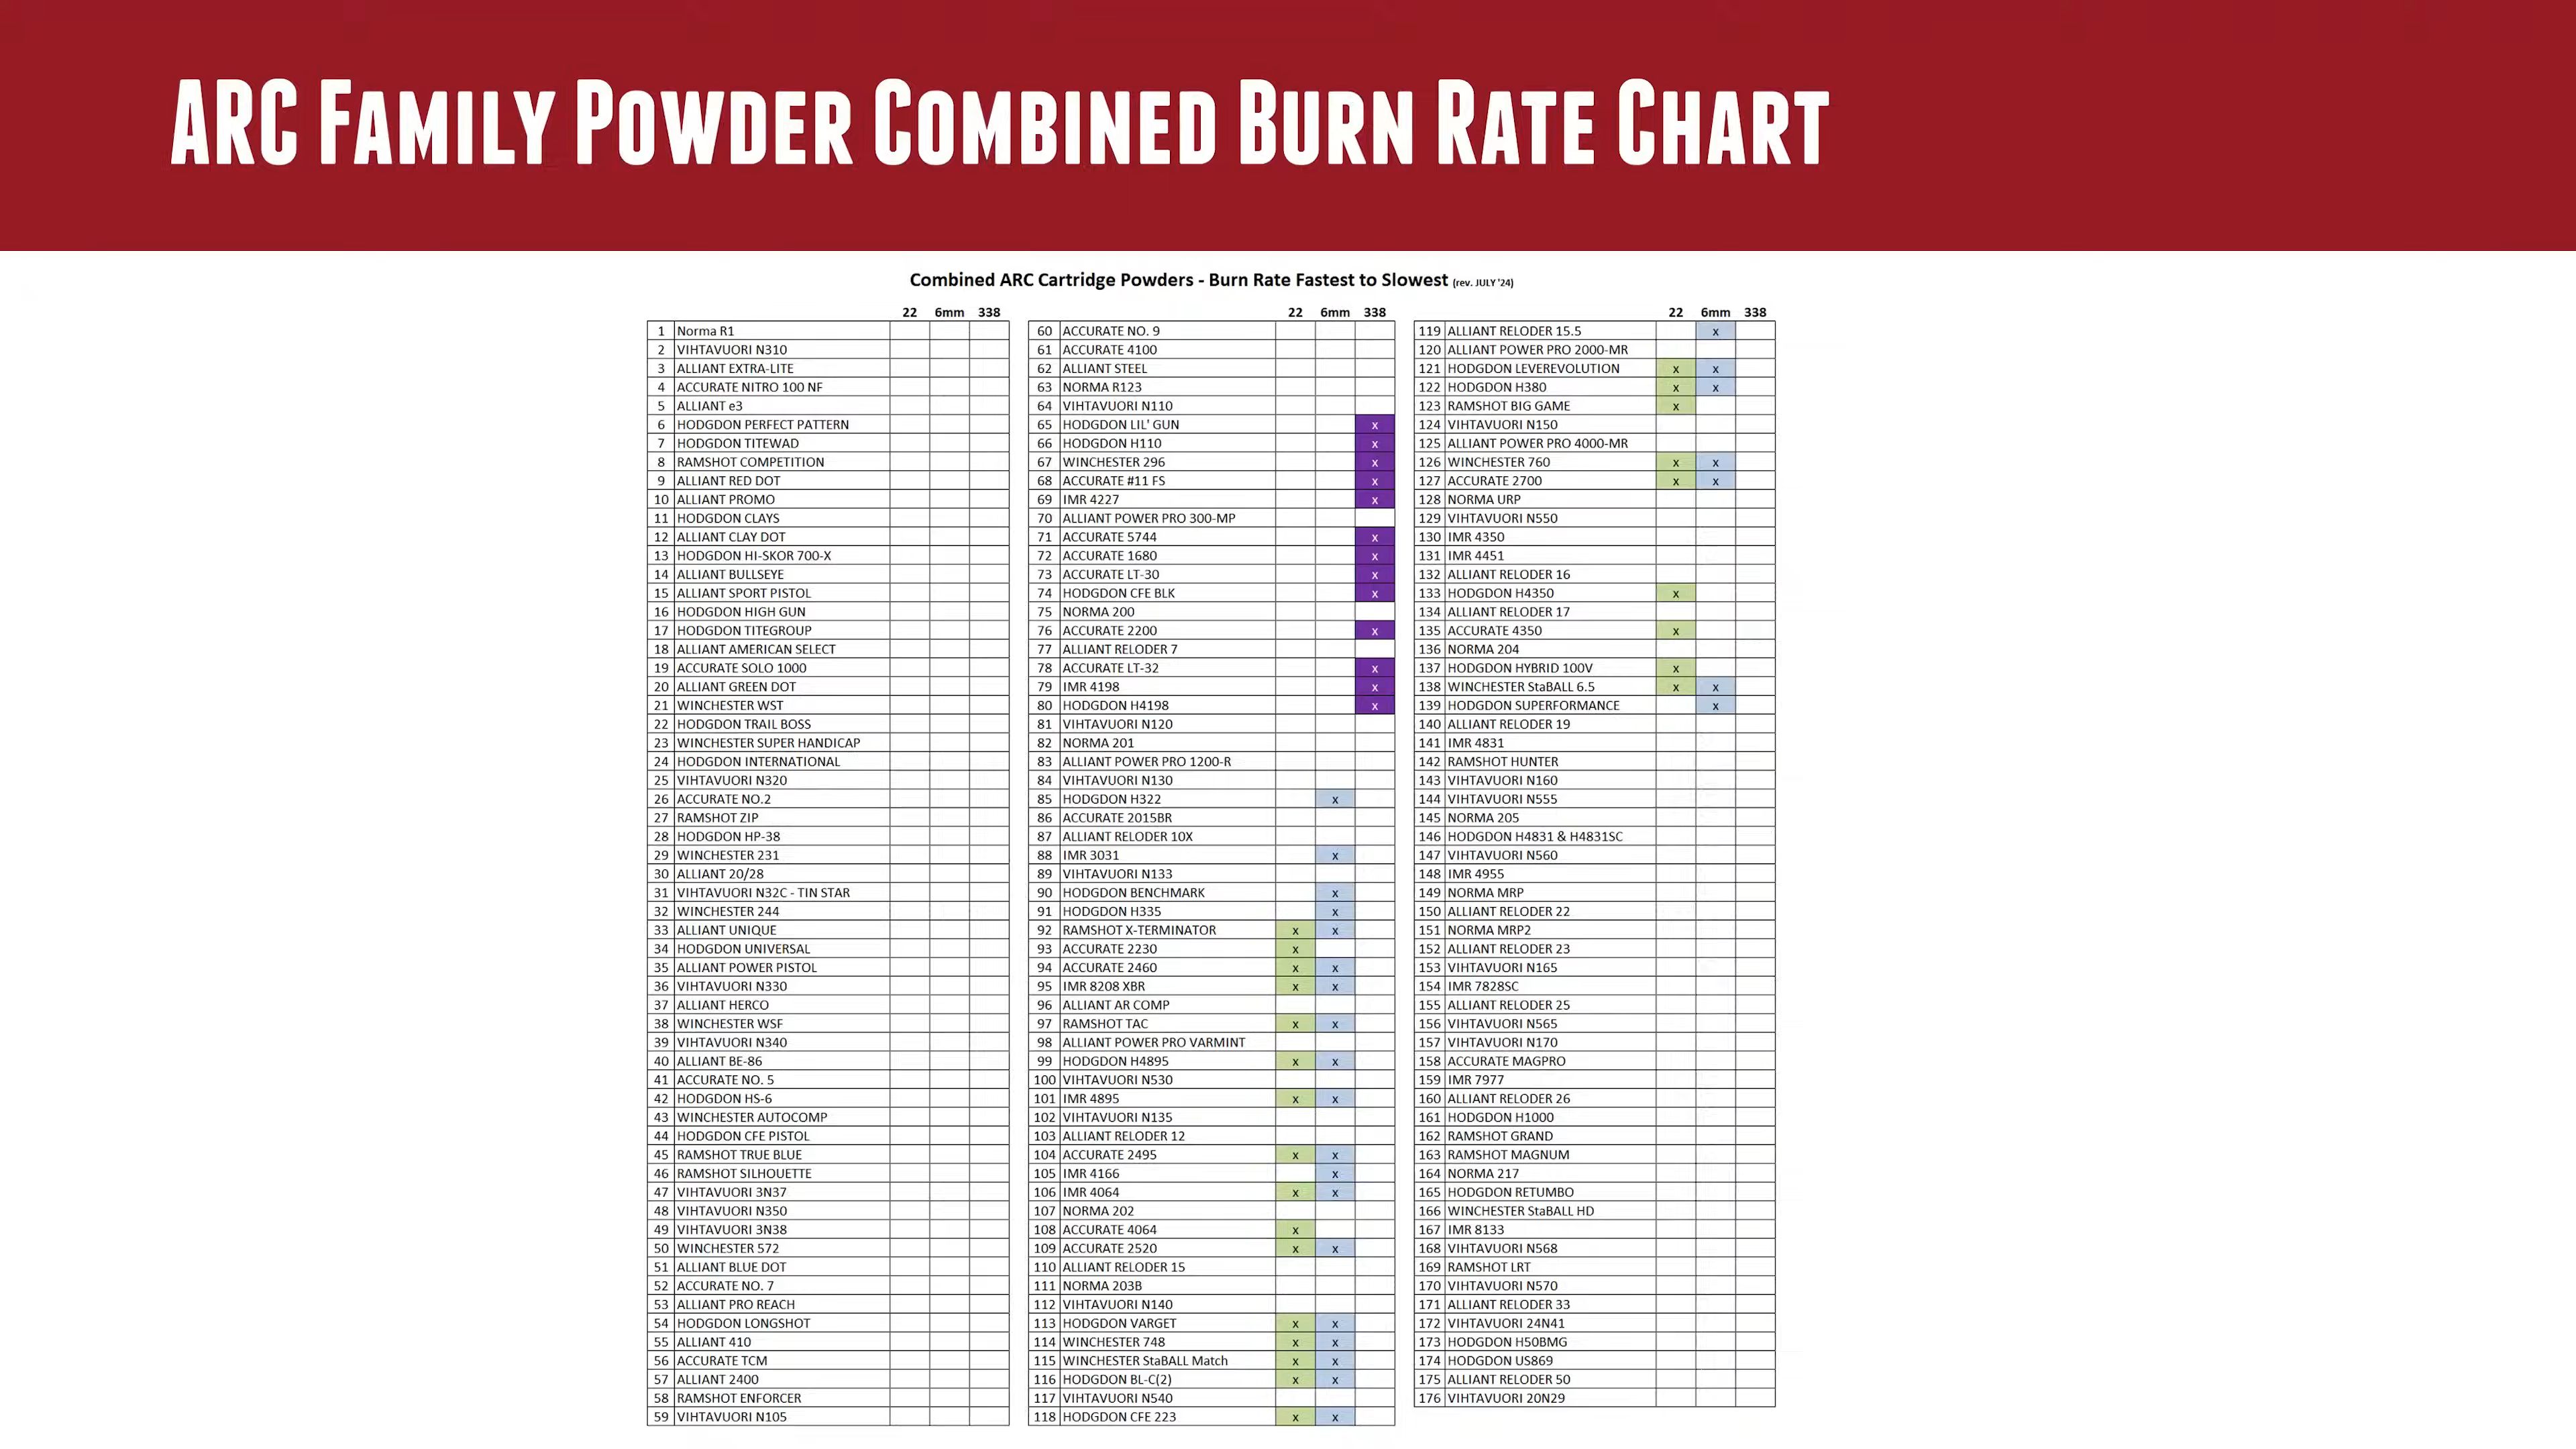 ARC Family Powder Combined Burn Rate Chart
Combined ARC Cartridge Powders - Burn Rate Fastest to Slowest (rev. JULY '24)
22 6mm 338
1 Norma R1
2 VIHTAVUORI N310
3 ALLIANT EXTRA-LITE
4 ACCURATE NITRO 100 NF
5 ALLIANT e3
6 HODGDON PERFECT PATTERN
7 HODGDON TITEWAD
8 RAMSHOT COMPETITION
9 ALLIANT RED DOT
10 ALLIANT PROMO
11 HODGDON CLAYS
12 ALLIANT CLAY DOT
13 HODGDON HI-SKOR 700-X
14 ALLIANT BULLSEYE
15 ALLIANT SPORT PISTOL
16 HODGDON HIGH GUN
17 HODGDON TITEGROUP
18 ALLIANT AMERICAN SELECT
19 ACCURATE SOLO 1000
20 ALLIANT GREEN DOT
21 WINCHESTER WST
22 HODGDON TRAIL BOSS
23 WINCHESTER SUPER HANDICAP
24 HODGDON INTERNATIONAL
25 VIHTAVUORI N320
26 ACCURATE NO.2
27 RAMSHOT ZIP
28 HODGDON HP-38
29 WINCHESTER 231
30 ALLIANT 20/28
31 VIHTAVUORI N32C - TIN STAR
32 WINCHESTER 244
33 ALLIANT UNIQUE
34 HODGDON UNIVERSAL
35 ALLIANT POWER PISTOL
36 VIHTAVUORI N330
37 ALLIANT HERCO
38 WINCHESTER WSF
39 VIHTAVUORI N340
40 ALLIANT BE-86
41 ACCURATE NO. 5
42 HODGDON HS-6
43 WINCHESTER AUTOCOMP
44 HODGDON CFE PISTOL
45 RAMSHOT TRUE BLUE
46 RAMSHOT SILHOUETTE
47 VIHTAVUORI 3N37
48 VIHTAVUORI N350
49 VIHTAVUORI 3N38
50 WINCHESTER 572
51 ALLIANT BLUE DOT
52 ACCURATE NO. 7
53 ALLIANT PRO REACH
54 HODGDON LONGSHOT
55 ALLIANT 410
56 ACCURATE TCM
57 ALLIANT 2400
58 RAMSHOT ENFORCER
59 VIHTAVUORI N105
22 6mm 338
60 ACCURATE NO. 9
61 ACCURATE 4100
62 ALLIANT STEEL
63 NORMA R123
64 VIHTAVUORI N110
65 HODGDON LIL' GUN x
66 HODGDON H110 x
67 WINCHESTER 296 x
68 ACCURATE #11 FS x
69 IMR 4227 x
70 ALLIANT POWER PRO 300-MP
71 ACCURATE 5744 x
72 ACCURATE 1680 x
73 ACCURATE LT-30 x
74 HODGDON CFE BLK x
75 NORMA 200
76 ACCURATE 2200 x
77 ALLIANT RELODER 7
78 ACCURATE LT-32 x
79 IMR 4198 x
80 HODGDON H4198 x
81 VIHTAVUORI N120
82 NORMA 201
83 ALLIANT POWER PRO 1200-R
84 VIHTAVUORI N130
85 HODGDON H322 x
86 ACCURATE 2015BR
87 ALLIANT RELODER 10X
88 IMR 3031 x
89 VIHTAVUORI N133
90 HODGDON BENCHMARK x
91 HODGDON H335 x
92 RAMSHOT X-TERMINATOR x x
93 ACCURATE 2230 x
94 ACCURATE 2460 x x
95 IMR 8208 XBR x x
96 ALLIANT AR COMP
97 RAMSHOT TAC x x
98 ALLIANT POWER PRO VARMINT
99 HODGDON H4895 x x
100 VIHTAVUORI N530
101 IMR 4895 x x
102 VIHTAVUORI N135
103 ALLIANT RELODER 12
104 ACCURATE 2495 x x
105 IMR 4166 x
106 IMR 4064 x x
107 NORMA 202
108 ACCURATE 4064 x
109 ACCURATE 2520 x x
110 ALLIANT RELODER 15
111 NORMA 203B
112 VIHTAVUORI N140
113 HODGDON VARGET x x
114 WINCHESTER 748 x x
115 WINCHESTER StaBALL Match x x
116 HODGDON BL-C(2) x x
117 VIHTAVUORI N540
118 HODGDON CFE 223 x x
22 6mm 338
119 ALLIANT RELODER 15.5 x
120 ALLIANT POWER PRO 2000-MR
121 HODGDON LEVEREVOLUTION x x
122 HODGDON H380 x x
123 RAMSHOT BIG GAME x
124 VIHTAVUORI N150
125 ALLIANT POWER PRO 4000-MR
126 WINCHESTER 760 x x
127 ACCURATE 2700 x x
128 NORMA URP
129 VIHTAVUORI N550
130 IMR 4350
131 IMR 4451
132 ALLIANT RELODER 16
133 HODGDON H4350 x
134 ALLIANT RELODER 17
135 ACCURATE 4350 x
136 NORMA 204
137 HODGDON HYBRID 100V x
138 WINCHESTER StaBALL 6.5 x x
139 HODGDON SUPERFORMANCE x
140 ALLIANT RELODER 19
141 IMR 4831
142 RAMSHOT HUNTER
143 VIHTAVUORI N160
144 VIHTAVUORI N555
145 NORMA 205
146 HODGDON H4831 & H4831SC
147 VIHTAVUORI N560
148 IMR 4955
149 NORMA MRP
150 ALLIANT RELODER 22
151 NORMA MRP2
152 ALLIANT RELODER 23
153 VIHTAVUORI N165
154 IMR 7828SC
155 ALLIANT RELODER 25
156 VIHTAVUORI N565
157 VIHTAVUORI N170
158 ACCURATE MAGPRO
159 IMR 7977
160 ALLIANT RELODER 26
161 HODGDON H1000
162 RAMSHOT GRAND
163 RAMSHOT MAGNUM
164 NORMA 217
165 HODGDON RETUMBO
166 WINCHESTER StaBALL HD
167 IMR 8133
168 VIHTAVUORI N568
169 RAMSHOT LRT
170 VIHTAVUORI N570
171 ALLIANT RELODER 33
172 VIHTAVUORI 24N41
173 HODGDON H50BMG
174 HODGDON US869
175 ALLIANT RELODER 50
176 VIHTAVUORI 20N29